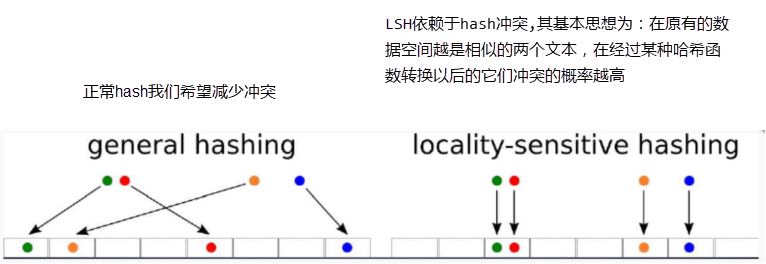 正常hash我们希望减少冲突
LSH依赖于hash冲突,其基本思想为：在原有的数
据空间越是相似的两个文本，在经过某种哈希函
数转换以后的它们冲突的概率越高
general hashing
locality-sensitive hashing